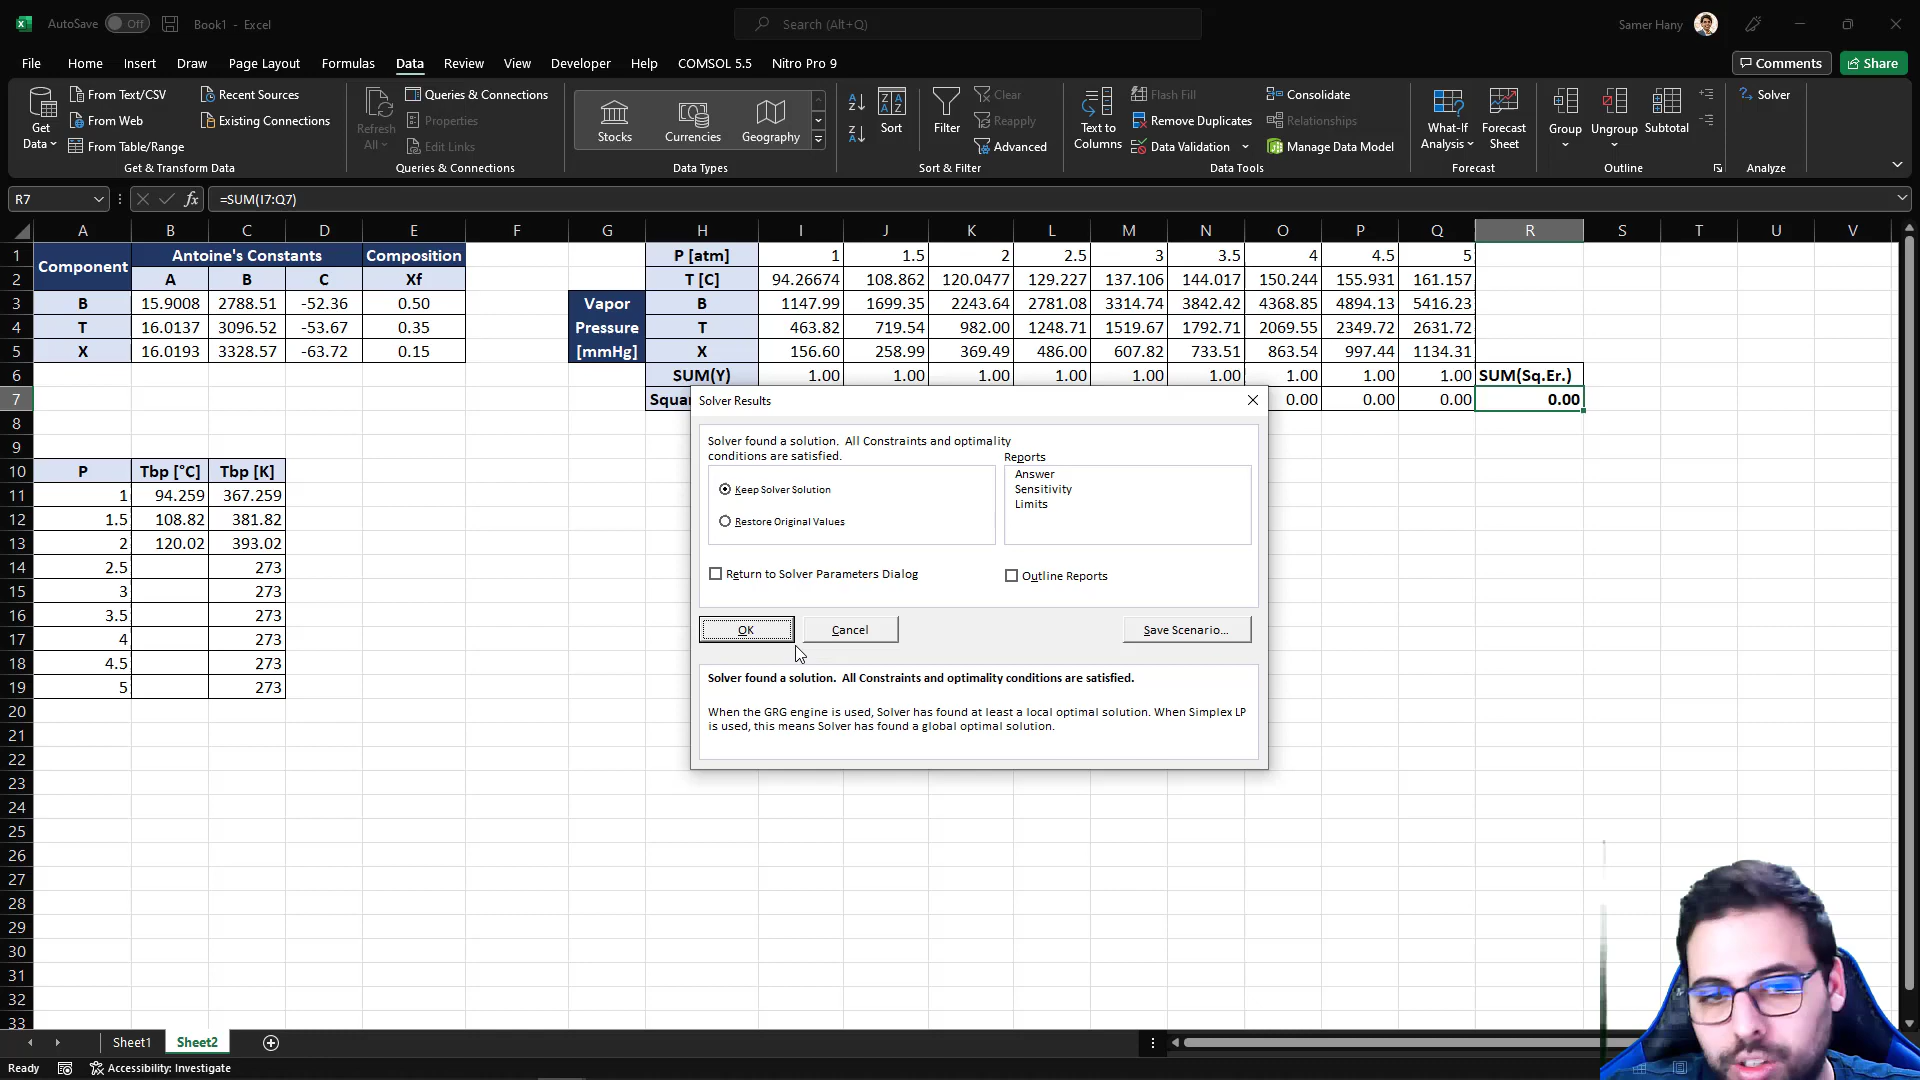 AutoSave Off Book1 - Excel Search (Alt+Q) Samer Hany
File Home Insert Draw Page Layout Formulas Data Review View Developer Help COMSOL 5.5 Nitro Pro 9 Comments Share
Get Data
From Text/CSV
From Web
From Table/Range
Recent Sources
Existing Connections
Get & Transform Data
Refresh All
Queries & Connections
Properties
Edit Links
Queries & Connections
Stocks Currencies Geography
Data Types
Sort
Filter
Clear
Reapply
Advanced
Sort & Filter
Text to Columns
Flash Fill
Remove Duplicates
Data Validation
Consolidate
Relationships
Manage Data Model
Data Tools
What-If Analysis
Forecast Sheet
Forecast
Group Ungroup Subtotal
Outline
Solver
Analyze
R7 fx =SUM(I7:Q7)
A B C D E F G H I J K L M N O P Q R S T U V
1 Component Antoine's Constants Composition P [atm] 1 1.5 2 2.5 3 3.5 4 4.5 5
2 A B C Xf T [C] 94.26674 108.862 120.0477 129.227 137.106 144.017 150.244 155.931 161.157
3 B 15.9008 2788.51 -52.36 0.50 Vapor B 1147.99 1699.35 2243.64 2781.08 3314.74 3842.42 4368.85 4894.13 5416.23
4 T 16.0137 3096.52 -53.67 0.35 Pressure T 463.82 719.54 982.00 1248.71 1519.67 1792.71 2069.55 2349.72 2631.72
5 X 16.0193 3328.57 -63.72 0.15 [mmHg] X 156.60 258.99 369.49 486.00 607.82 733.51 863.54 997.44 1134.31
6 SUM(Y) 1.00 1.00 1.00 1.00 1.00 1.00 1.00 1.00 1.00 SUM(Sq.Er.)
7 Squar 0.00 0.00 0.00 0.00
8
9
10 P Tbp [°C] Tbp [K]
11 1 94.259 367.259
12 1.5 108.82 381.82
13 2 120.02 393.02
14 2.5 273
15 3 273
16 3.5 273
17 4 273
18 4.5 273
19 5 273
20
21
22
23
24
25
26
27
28
29
30
31
32
33
Solver Results
Solver found a solution. All Constraints and optimality
conditions are satisfied.
Reports
Answer
Sensitivity
Limits
Keep Solver Solution
Restore Original Values
Return to Solver Parameters Dialog
Outline Reports
OK Cancel Save Scenario...
Solver found a solution. All Constraints and optimality conditions are satisfied.
When the GRG engine is used, Solver has found at least a local optimal solution. When Simplex LP
is used, this means Solver has found a global optimal solution.
Sheet1 Sheet2
Ready Accessibility: Investigate